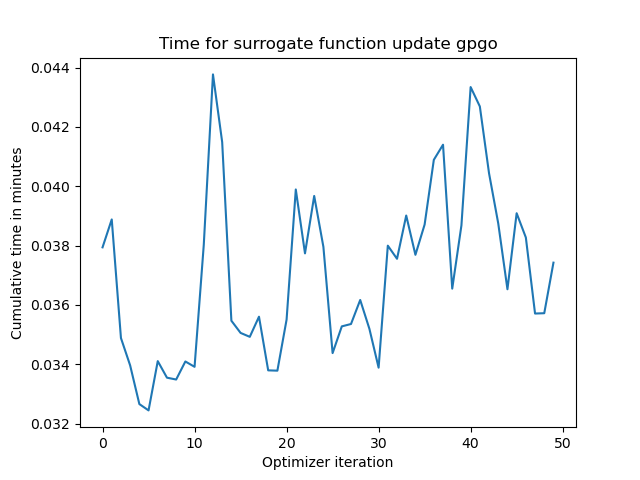 Time for surrogate function update gpgo
Cumulative time in minutes
0.044
0.042
0.040
0.038
0.036
0.034
0.032
0 10 20 30 40 50
Optimizer iteration